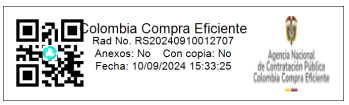 Colombia Compra Eficiente
Rad No. RS20240910012707
Anexos: No Con copia: No
Fecha: 10/09/2024 15:33:25
Agencia Nacional
de Contratación Pública
Colombia Compra Eficiente